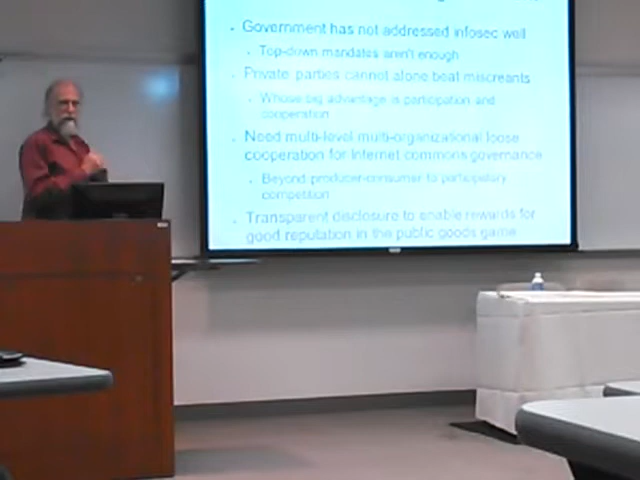 Government has not addressed infosec well
Top-down mandates aren't enough
Private parties cannot alone beat miscreants
Whose big advantage is participation and
cooperation
Need multi-level multi-organizational loose
cooperation for Internet commons governance
Beyond producer-consumer to participatory
competition
Transparent disclosure to enable rewards for
good reputation in the public goods game